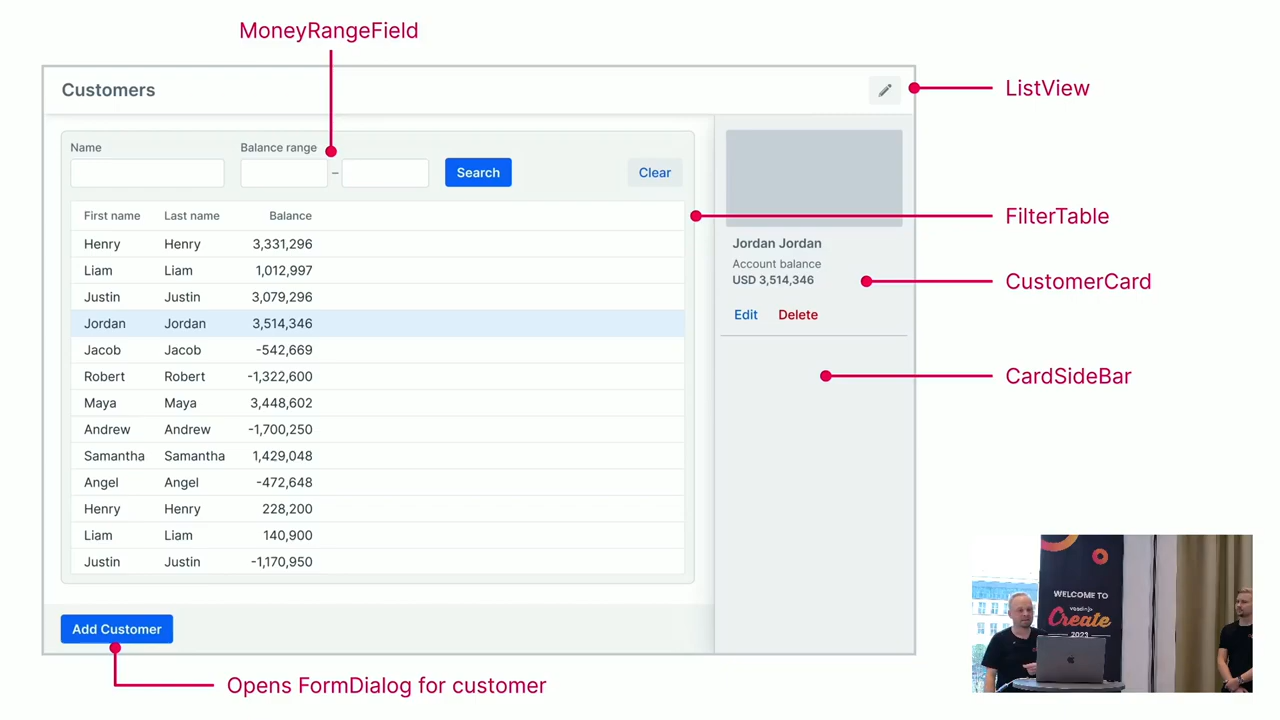 MoneyRangeField
Customers
ListView
Name
Balance range
–
Search
Clear
First name Last name Balance
FilterTable
Henry Henry 3,331,296
Liam Liam 1,012,997
Justin Justin 3,079,296
Jordan Jordan 3,514,346
Jacob Jacob -542,669
Robert Robert -1,322,600
Maya Maya 3,448,602
Andrew Andrew -1,700,250
Samantha Samantha 1,429,048
Angel Angel -472,648
Henry Henry 228,200
Liam Liam 140,900
Justin Justin -1,170,950
Jordan Jordan
Account balance
USD 3,514,346
CustomerCard
Edit Delete
CardSideBar
Add Customer
Opens FormDialog for customer
WELCOME TO
vaadin}>
Create
2023